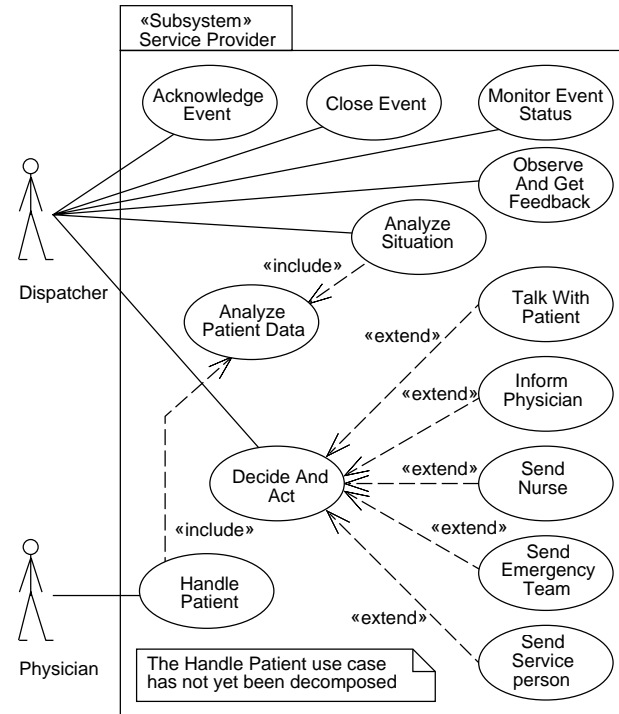 «Subsystem»
Service Provider
Acknowledge
Event
Close Event
Monitor Event
Status
Observe
And Get
Feedback
Analyze
Situation
Dispatcher
«include»
Analyze
Patient Data
Talk With
Patient
«extend»
Inform
Physician
«extend»
Decide And
Act
Send
Nurse
«extend»
«include»
«extend»
Send
Emergency
Team
Handle
Patient
«extend»
Send
Service
person
Physician
The Handle Patient use case
has not yet been decomposed